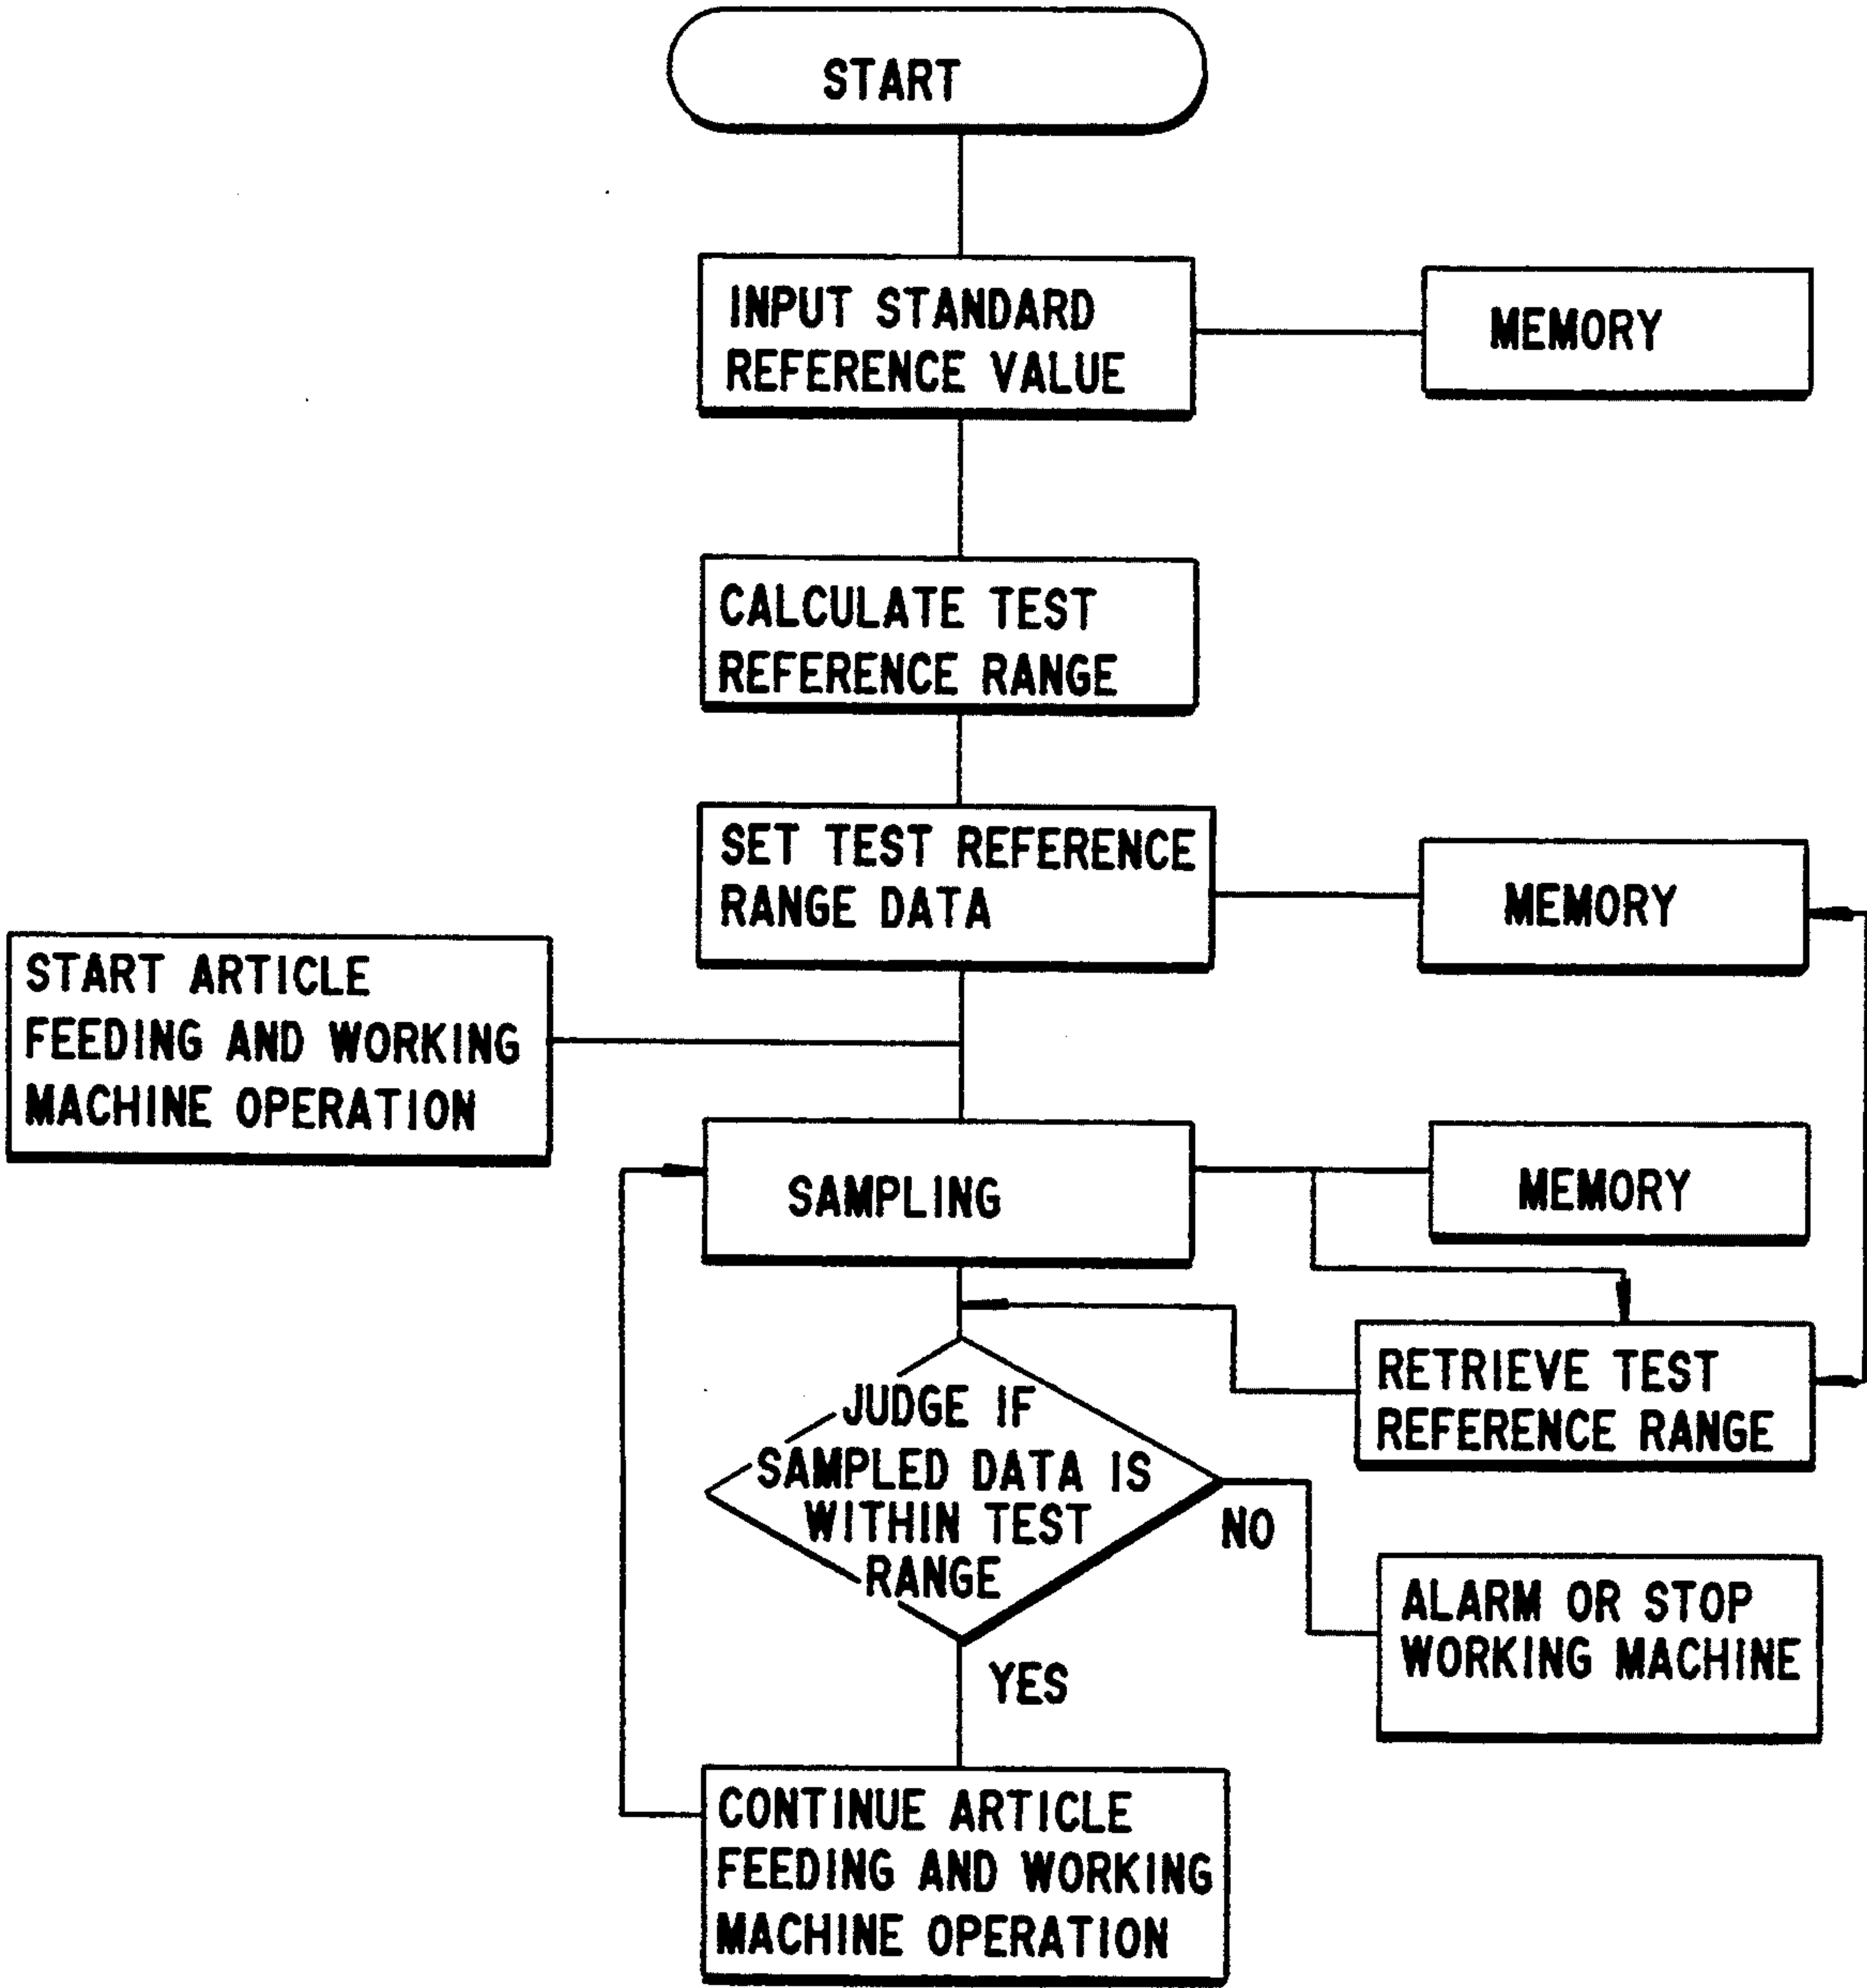 START
INPUT STANDARD
REFERENCE VALUE
MEMORY
CALCULATE TEST
REFERENCE RANGE
SET TEST REFERENCE
RANGE DATA
MEMORY
START ARTICLE
FEEDING AND WORKING
MACHINE OPERATION
SAMPLING
MEMORY
RETRIEVE TEST
REFERENCE RANGE
JUDGE IF
SAMPLED DATA IS
WITHIN TEST
RANGE
NO
ALARM OR STOP
WORKING MACHINE
YES
CONTINUE ARTICLE
FEEDING AND WORKING
MACHINE OPERATION